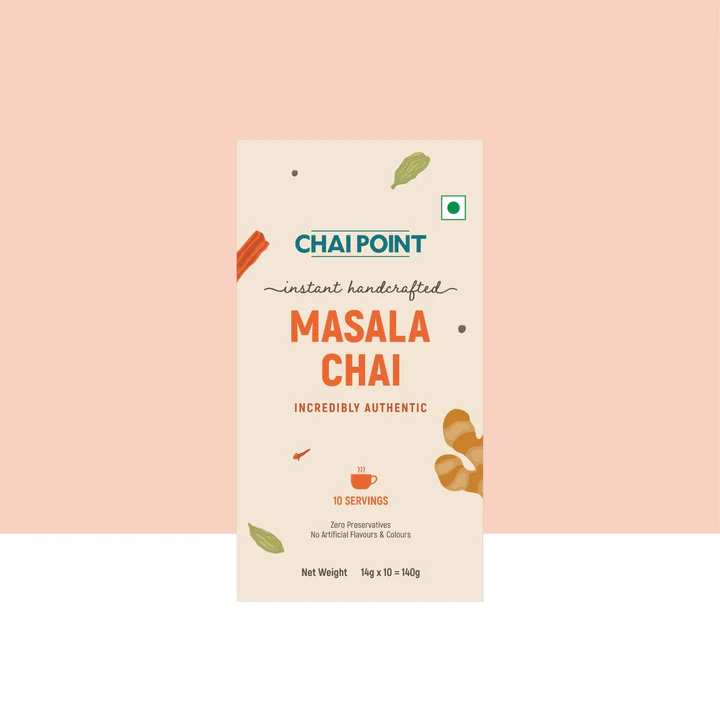 CHAI POINT
instant handcrafted
MASALA
CHAI
INCREDIBLY AUTHENTIC
10 SERVINGS
Zero Preservatives
No Artificial Flavours & Colours
Net Weight 14g x 10 = 140g